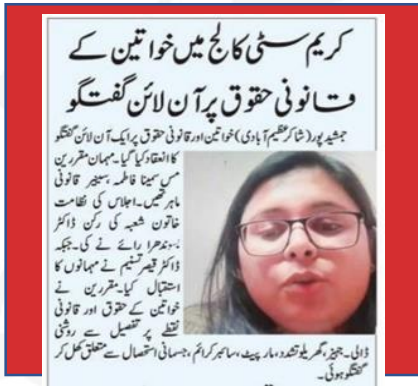 کریم سٹی کالج میں خواتین کے
قانونی حقوق پر آن لائن گفتگو
جمشید پور (شاکر عظیم آبادی) خواتین اور قانونی حقوق پر ایک آن لائن گفتگو
کا انعقاد کیا گیا۔ مہمان مقررین
مس سمینا فاطمہ، سینیر قانونی
ماہر تھیں۔ اجلاس کی نظامت
خاتون شعبہ کی رکن ڈاکٹر
بسوندھرا رائے نے کی۔ جبکہ
ڈاکٹر قیصر تسنیم نے مہمانوں کا
استقبال کیا۔ مقررین نے
خواتین کے حقوق اور قانونی
نقطے پر تفصیل سے روشنی
ڈالی۔ جہیز، گھریلو تشدد، مار پیٹ، سائبر کرائم، جسمانی استحصال سے متعلق کھل کر
گفتگو ہوئی۔